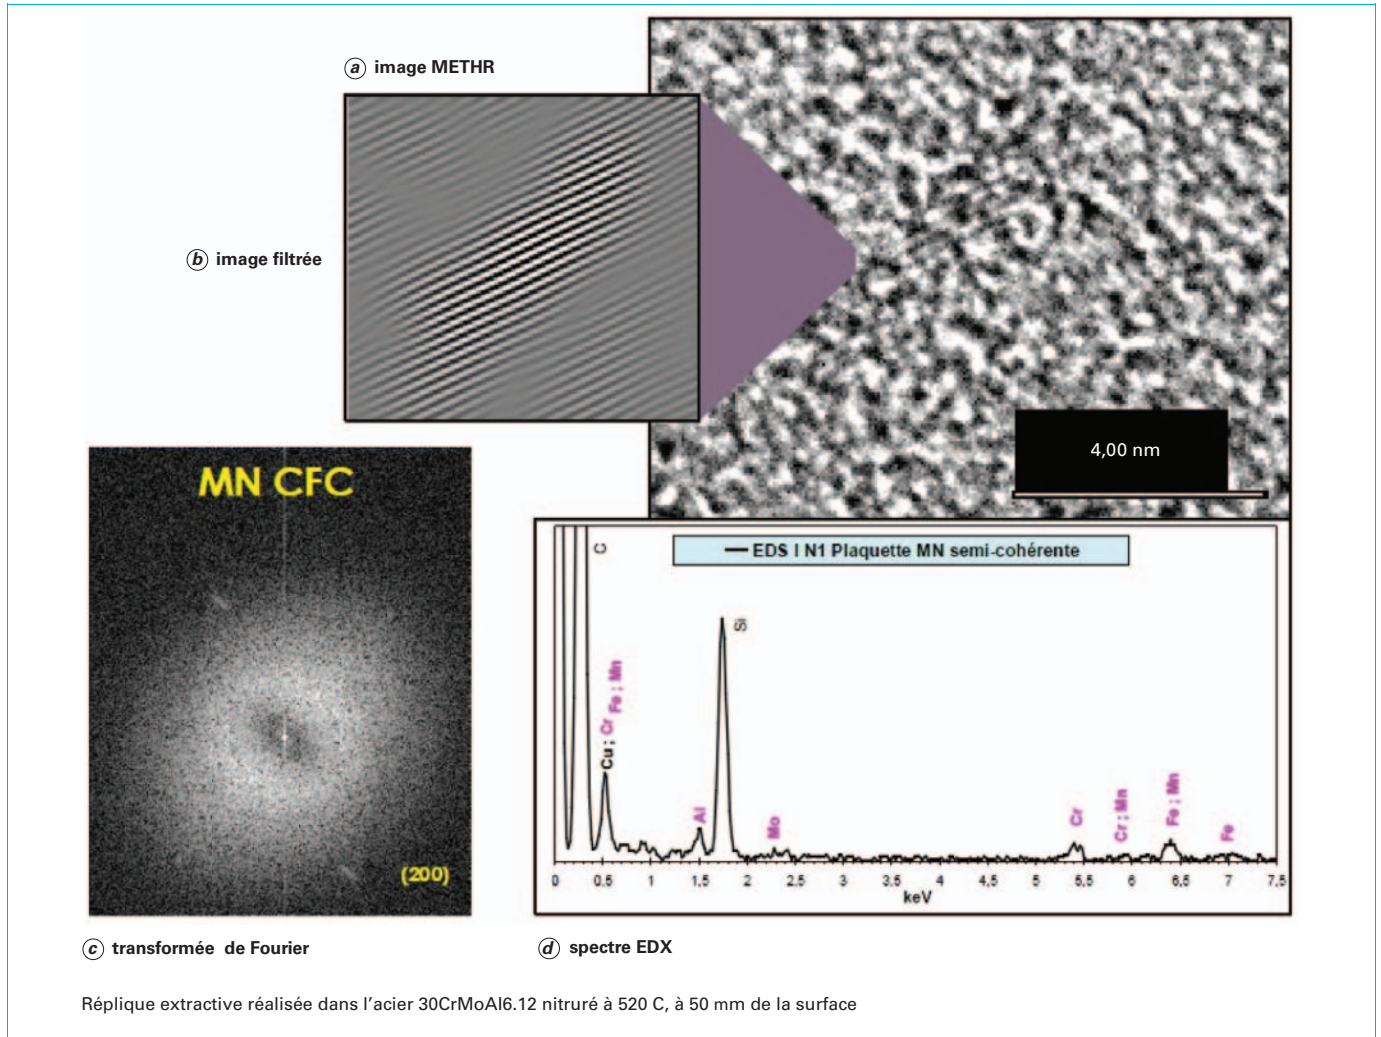 a image METHR
b image filtrée
4,00 nm
MN CFC
(200)
EDS I N1 Plaquette MN semi-cohérente
C
Cu ; Cr Fe ; Mn
Al
Si
Mo
Cr
Cr ; Mn
Fe ; Mn
Fe
0 0,5 1 1,5 2 2,5 3 3,5 4 4,5 5 5,5 6 6,5 7 7,5
keV
c transformée de Fourier
d spectre EDX
Réplique extractive réalisée dans l'acier 30CrMoAl6.12 nitruré à 520 C, à 50 mm de la surface